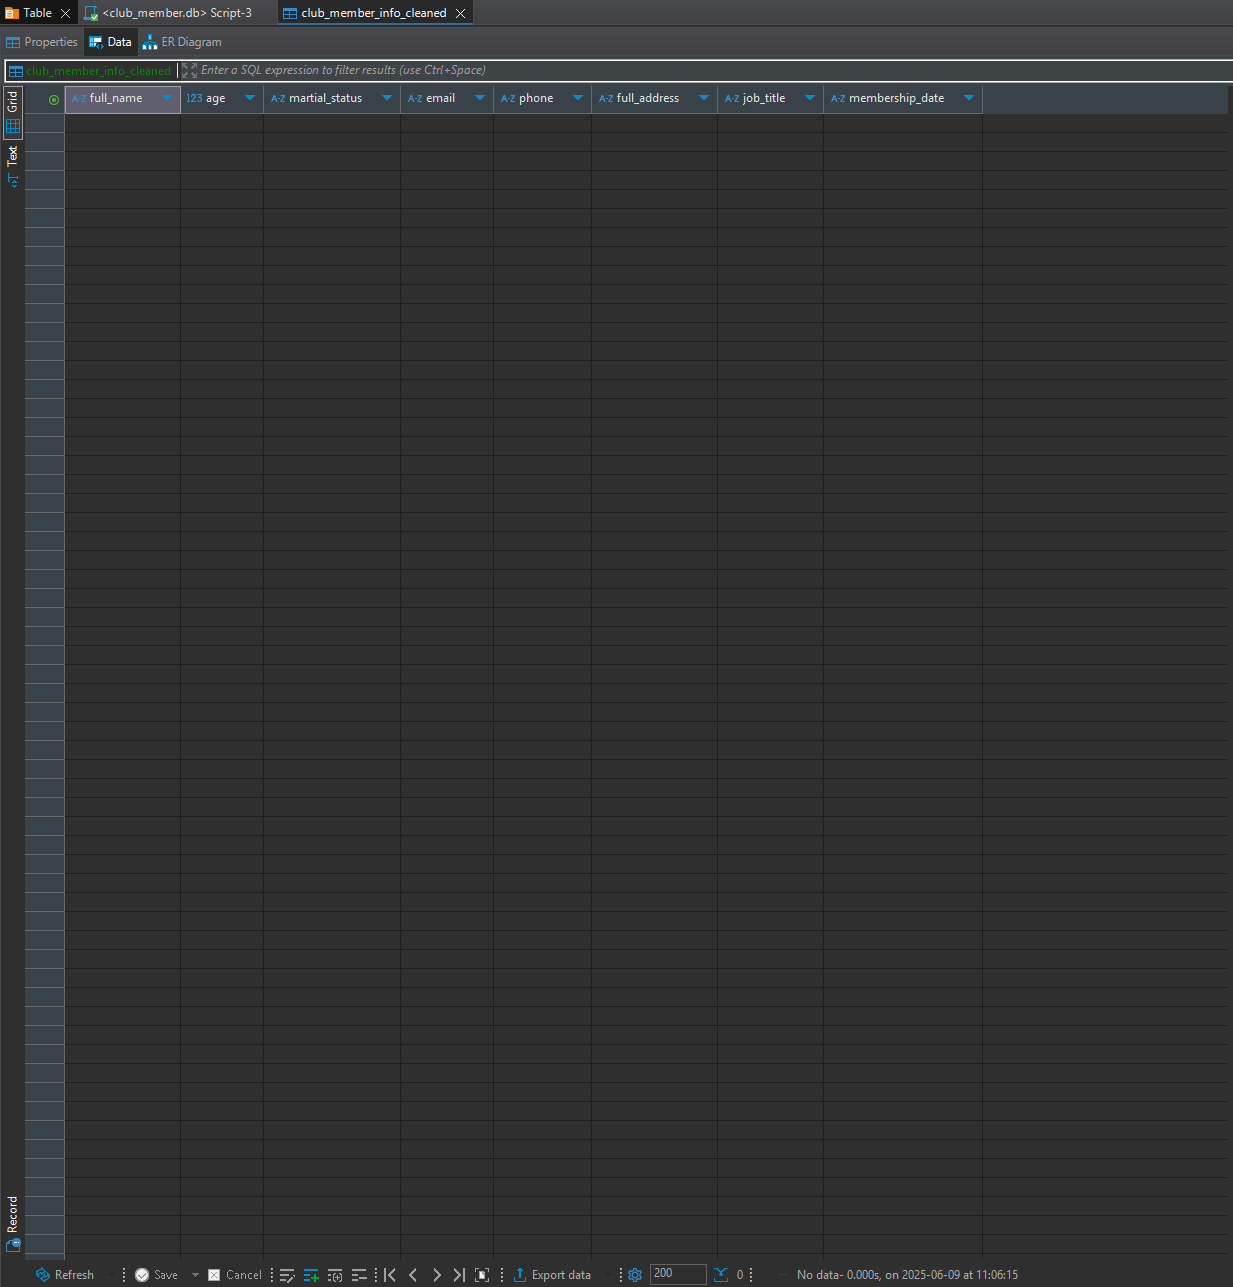 Table <club_member.db> Script-3 club_member_info_cleaned
Properties Data ER Diagram
club_member_info_cleaned Enter a SQL expression to filter results (use Ctrl+Space)
Grid
Text
A-Z full_name 123 age A-Z martial_status A-Z email A-Z phone A-Z full_address A-Z job_title A-Z membership_date
Record
Refresh Save Cancel Export data 200 0 No data- 0.000s, on 2025-06-09 at 11:06:15